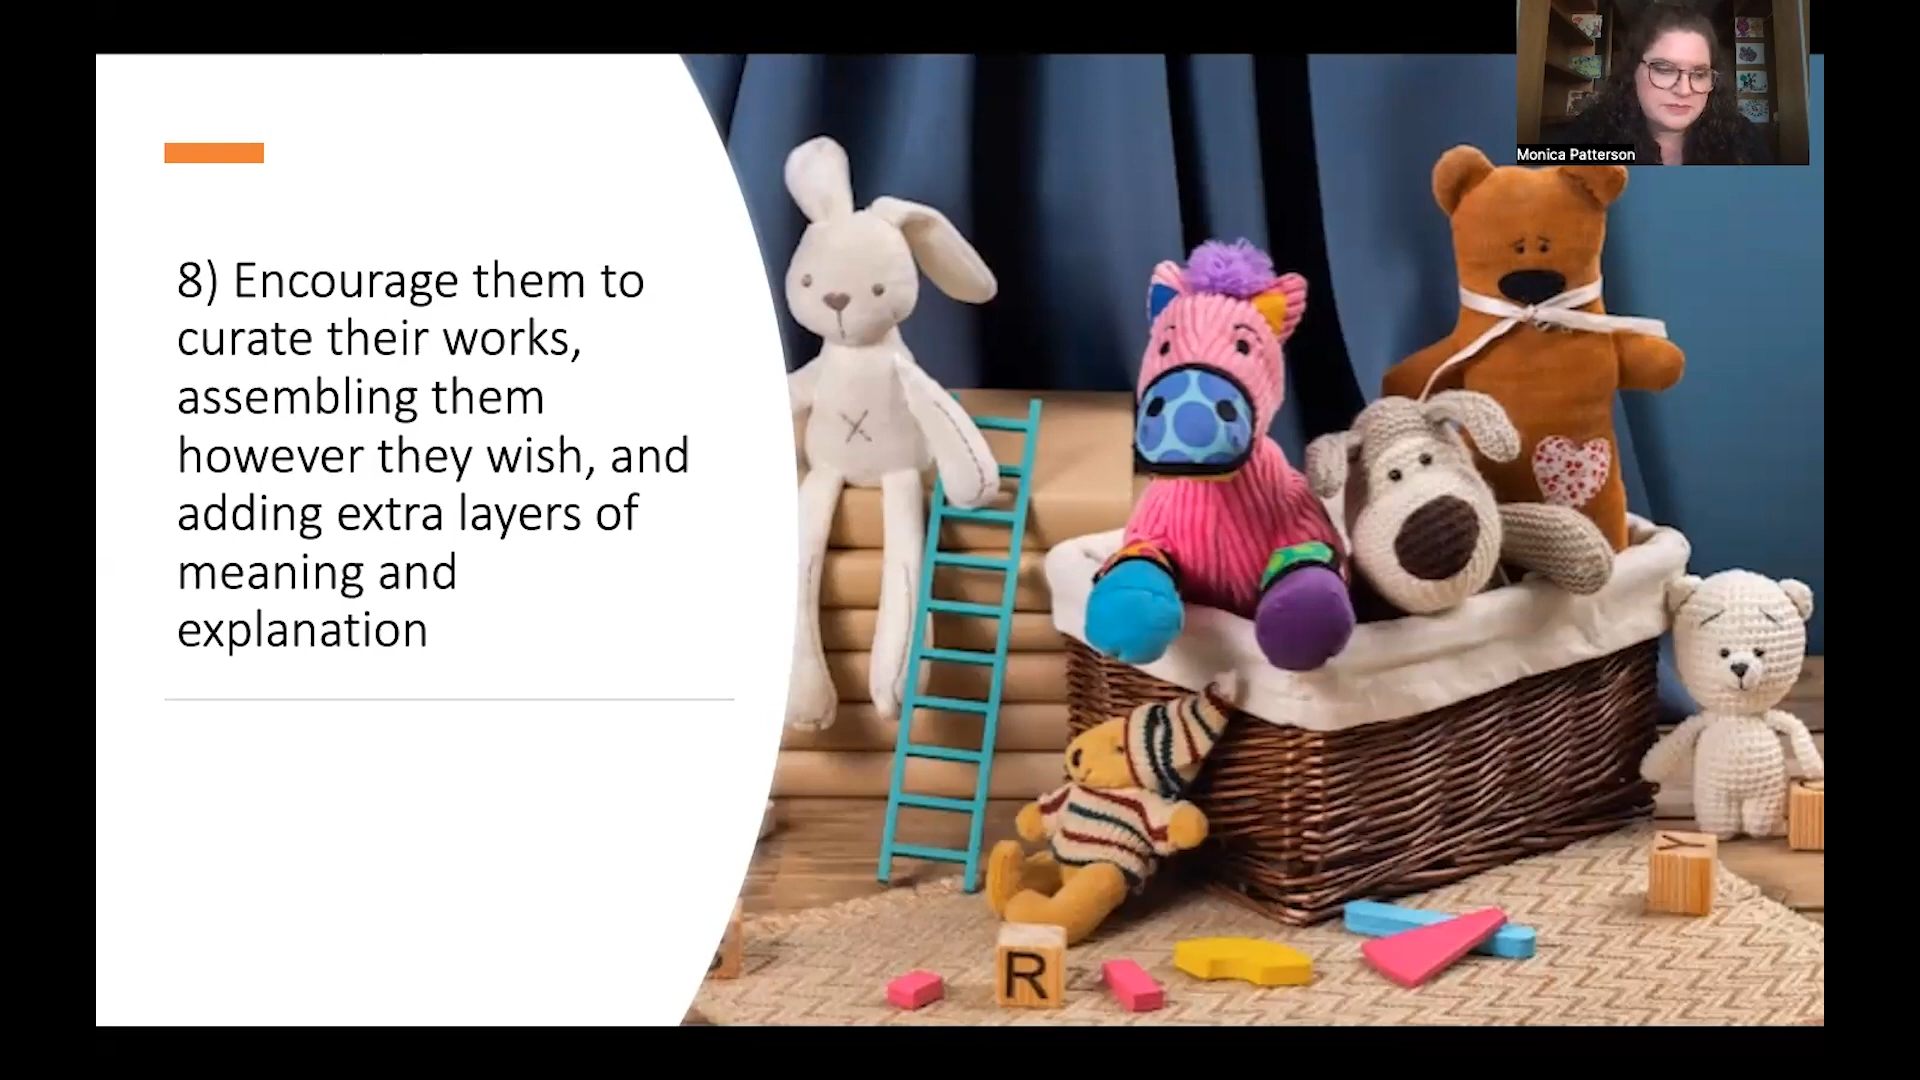 Monica Patterson
8) Encourage them to
curate their works,
assembling them
however they wish, and
adding extra layers of
meaning and
explanation
R
Y